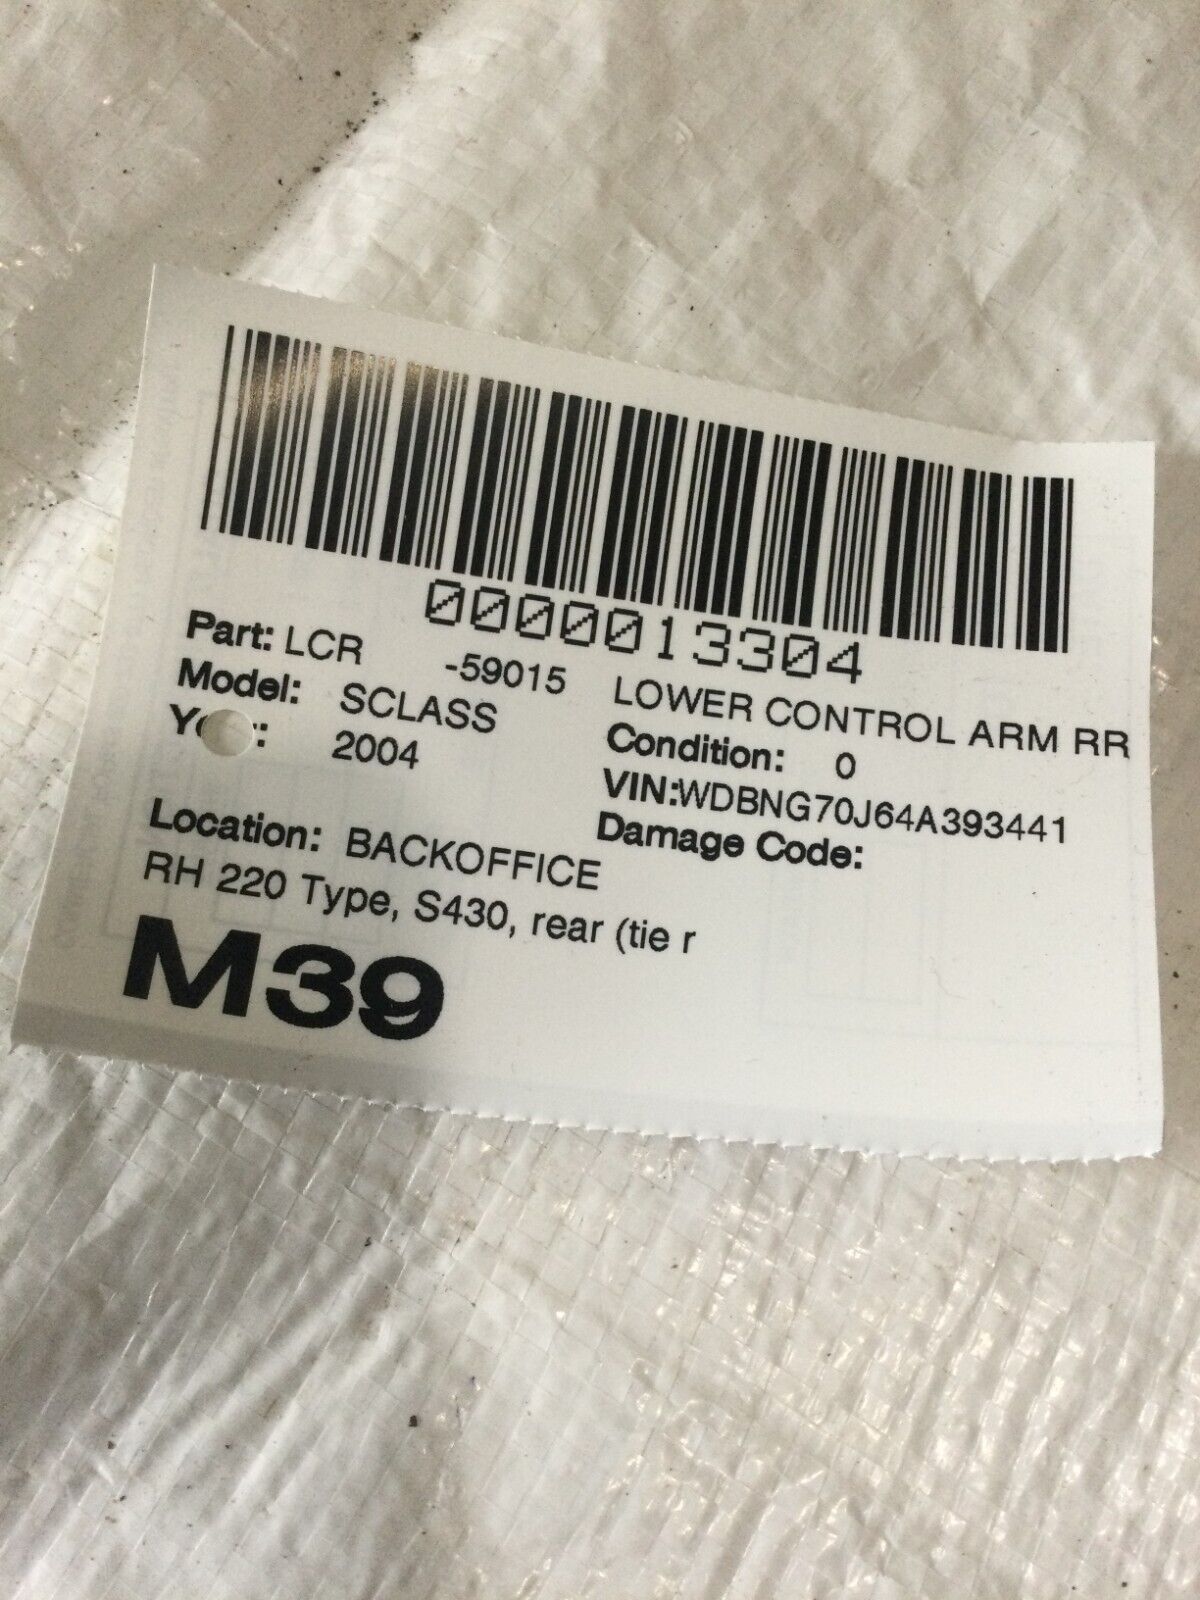 0000013304
Part: LCR -59015 LOWER CONTROL ARM RR
Model: SCLASS Condition: 0
2004 VIN:WDBNG70J64A393441
Damage Code:
Location: BACKOFFICE
RH 220 Type, S430, rear (tie r
M39